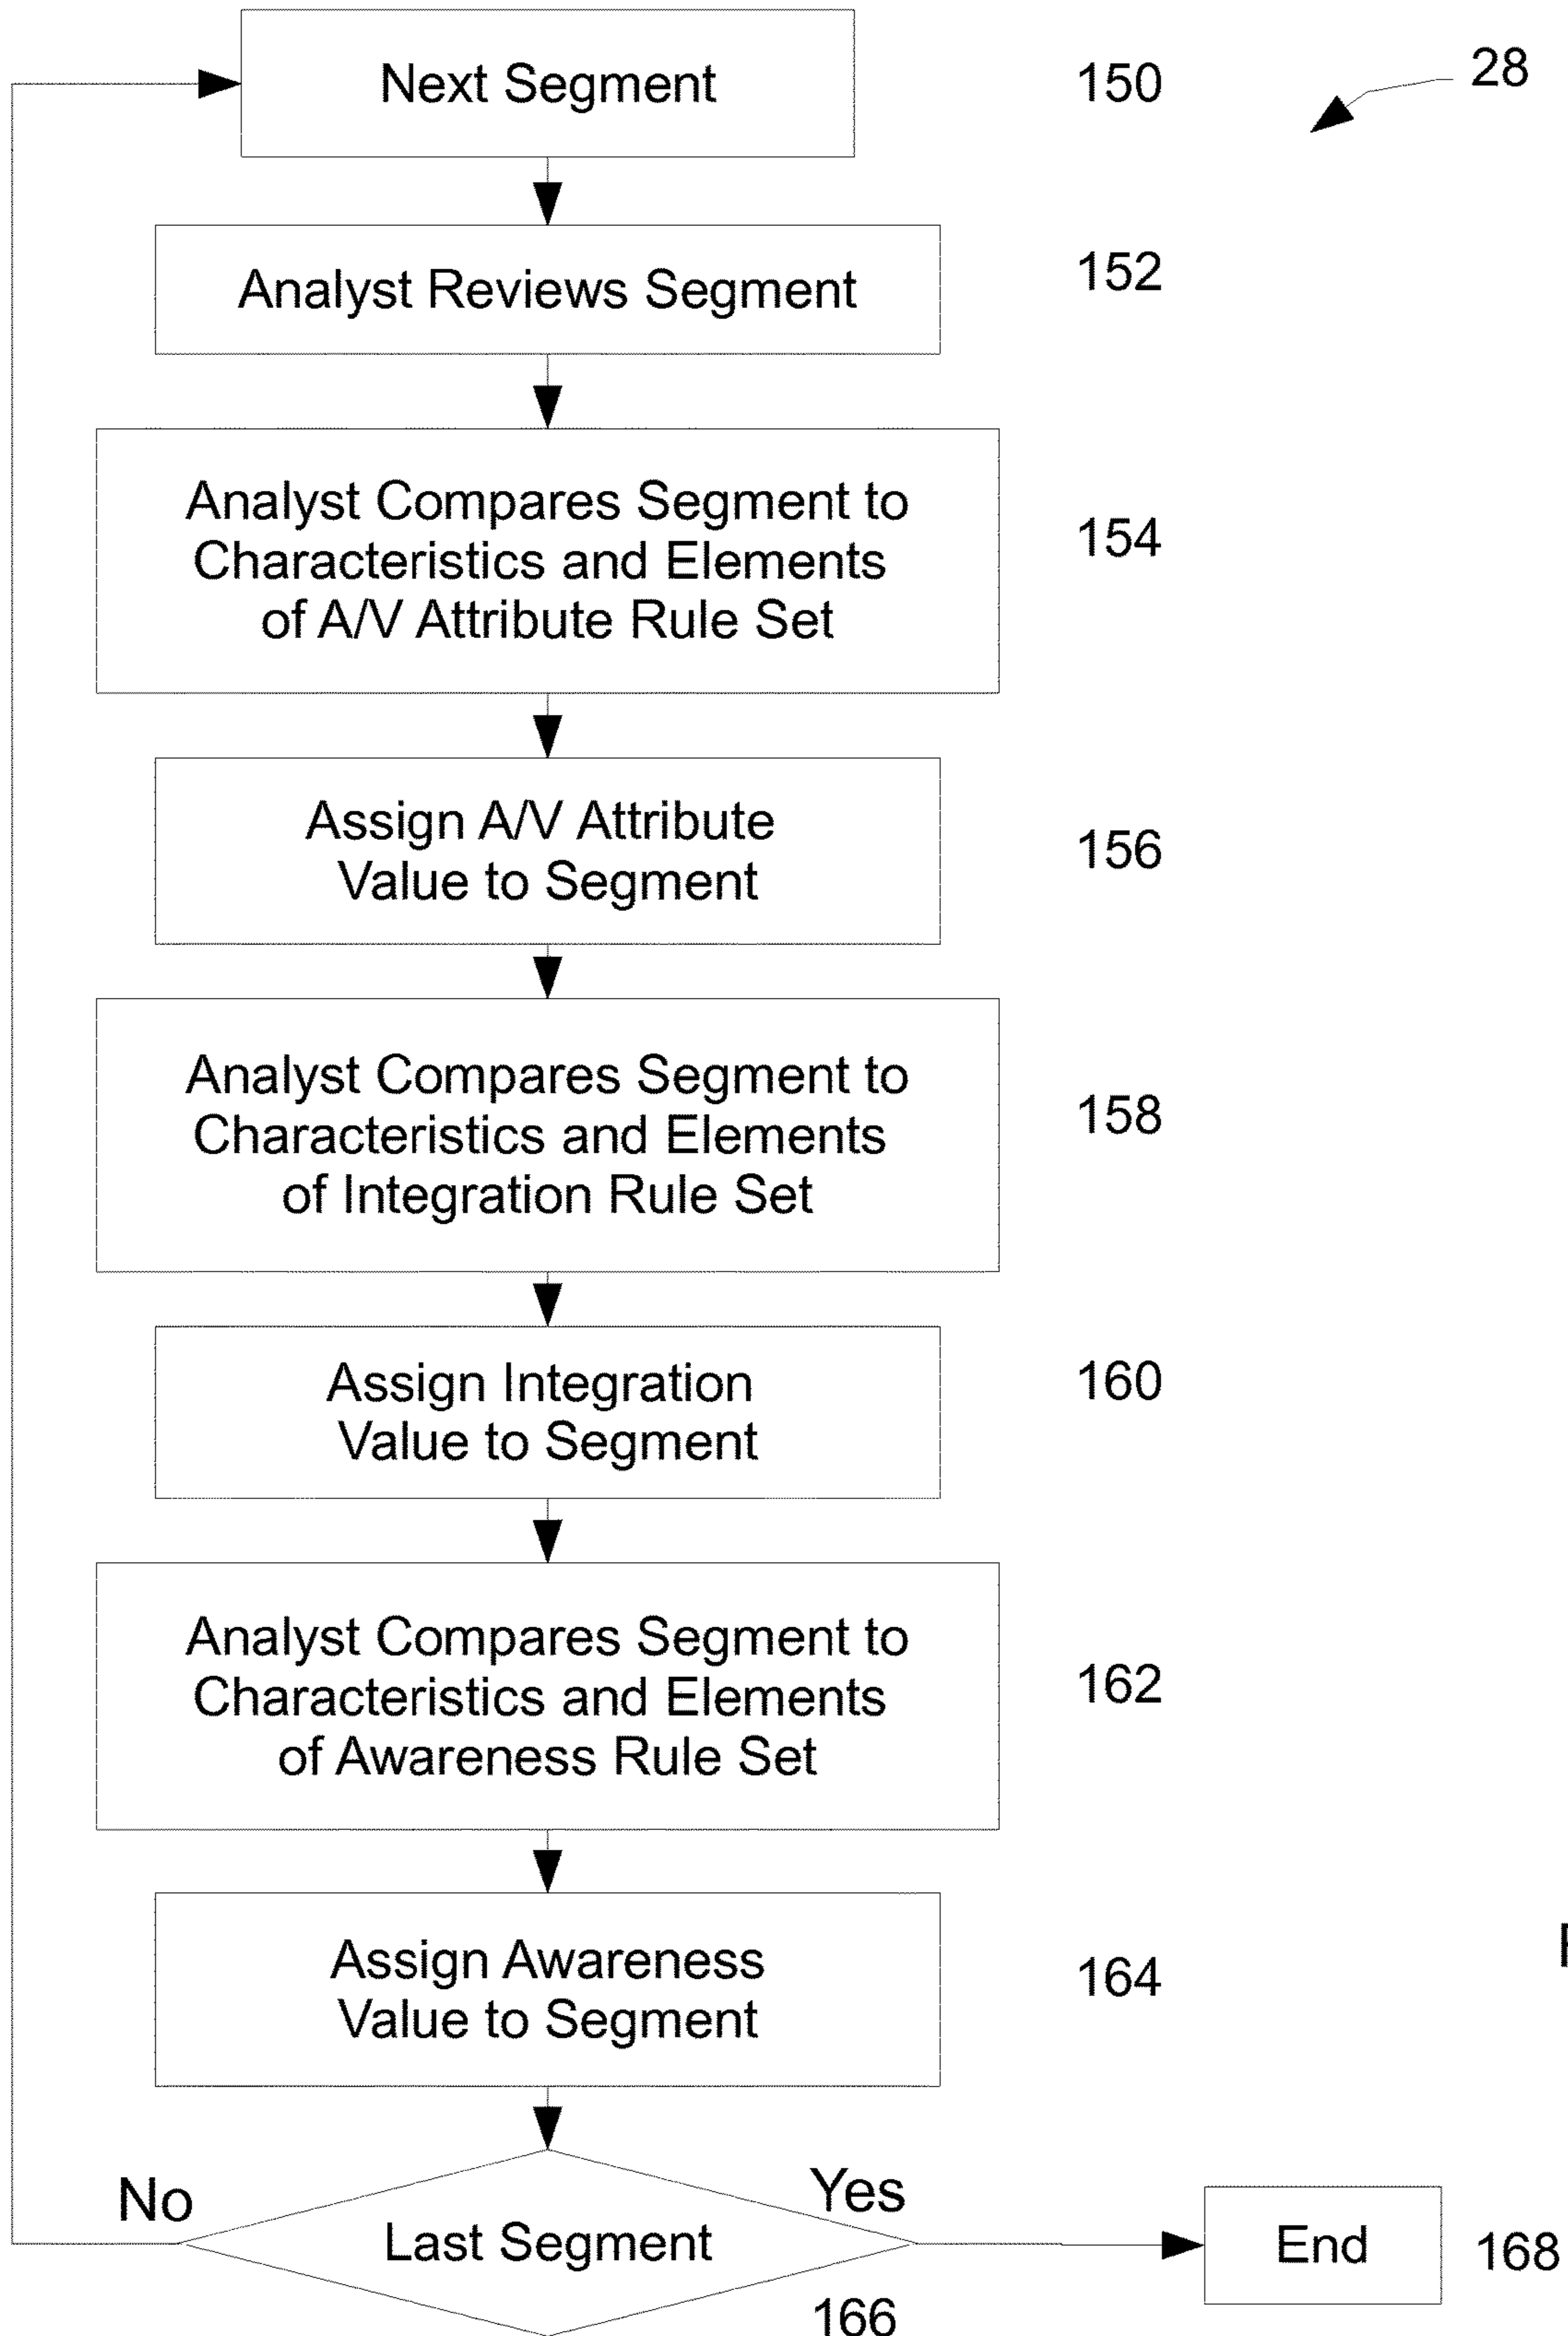 Next Segment
150
28
Analyst Reviews Segment
152
Analyst Compares Segment to
Characteristics and Elements
of A/V Attribute Rule Set
154
Assign A/V Attribute
Value to Segment
156
Analyst Compares Segment to
Characteristics and Elements
of Integration Rule Set
158
Assign Integration
Value to Segment
160
Analyst Compares Segment to
Characteristics and Elements
of Awareness Rule Set
162
Assign Awareness
Value to Segment
164
No
Last Segment
Yes
166
End
168